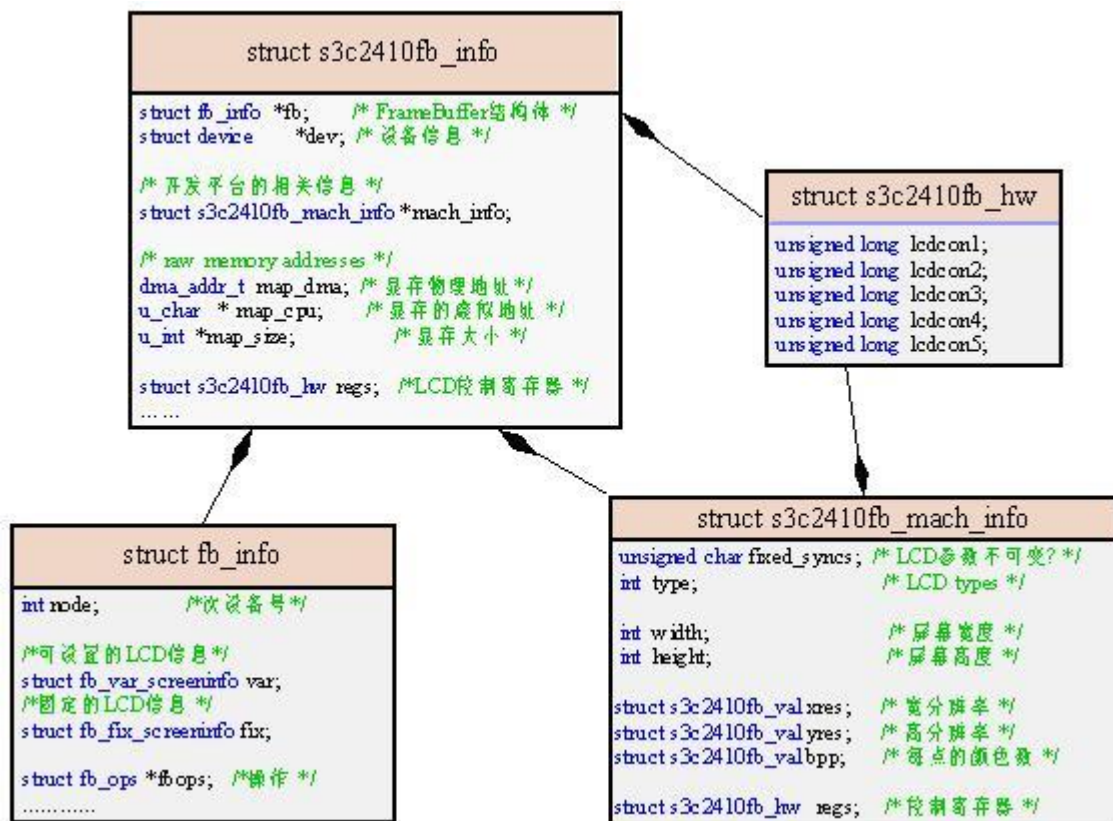 struct s3c2410fb_info
struct fb_info *fb; /* FrameBuffer结构体 */
struct device *dev; /* 设备信息 */
/* 开发平台的相关信息 */
struct s3c2410fb_mach_info *mach_info;
/* raw memory addresses */
dma_addr_t map_dma; /* 显存物理地址*/
u_char * map_cpu; /* 显存的虚拟地址 */
u_int *map_size; /* 显存大小 */
struct s3c2410fb_hw regs; /*LCD控制寄存器 */
... ...
struct s3c2410fb_hw
unsigned long lcdcon1;
unsigned long lcdcon2;
unsigned long lcdcon3;
unsigned long lcdcon4;
unsigned long lcdcon5;
struct fb_info
int node; /*次设备号*/
/*可设置的LCD信息*/
struct fb_var_screeninfo var;
/*固定的LCD信息 */
struct fb_fix_screeninfo fix;
struct fb_ops *fbops; /*操作 */
............
struct s3c2410fb_mach_info
unsigned char fixed_syncs; /* LCD参数不可变? */
int type; /* LCD types */
int width; /* 屏幕宽度 */
int height; /* 屏幕高度 */
struct s3c2410fb_val xres; /* 宽分辨率 */
struct s3c2410fb_val yres; /* 高分辨率 */
struct s3c2410fb_val bpp; /* 每点的颜色数 */
struct s3c2410fb_hw regs; /*控制寄存器 */